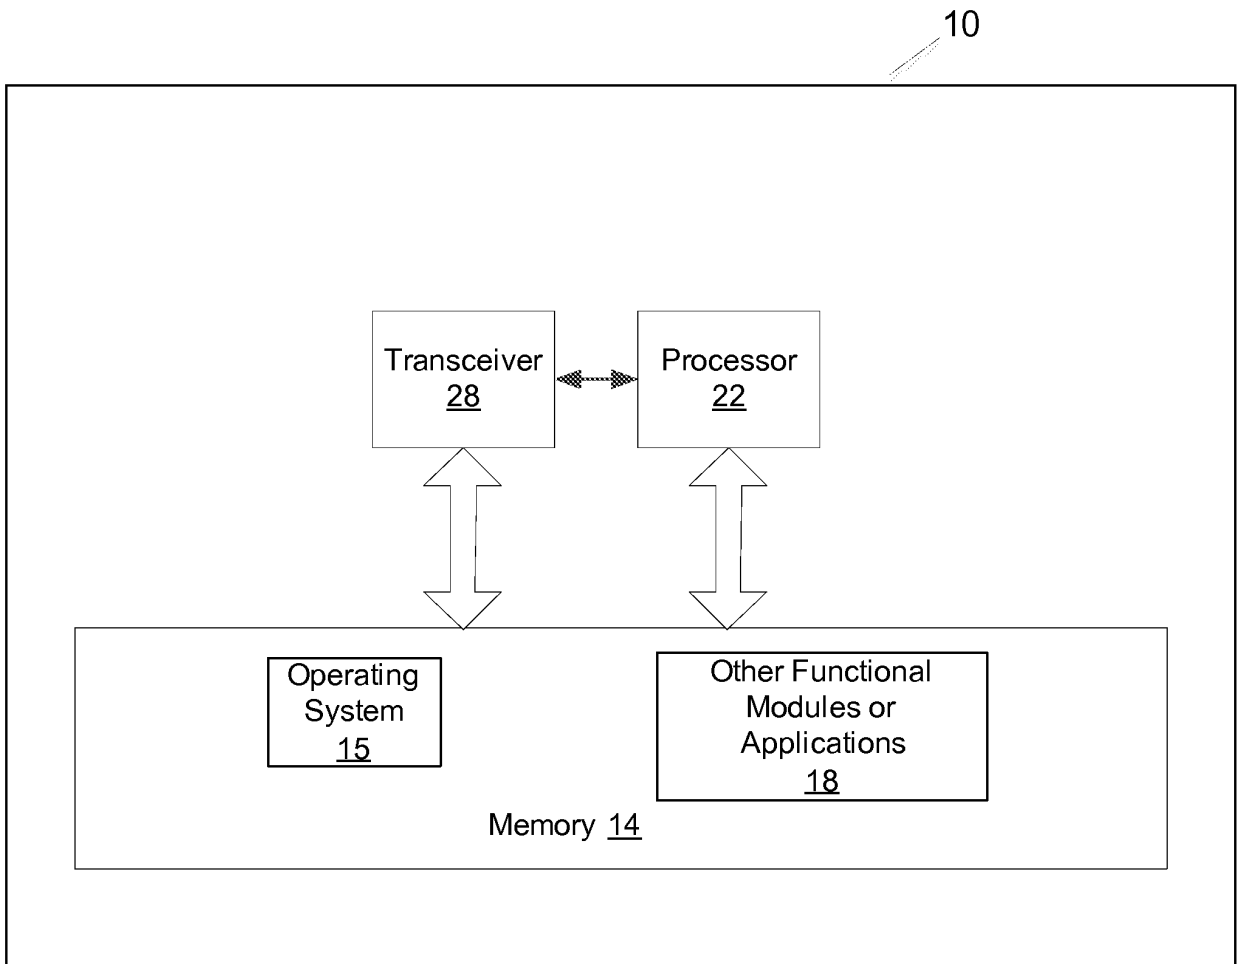 10
Transceiver
28
Processor
22
Operating
System
15
Other Functional
Modules or
Applications
18
Memory 14